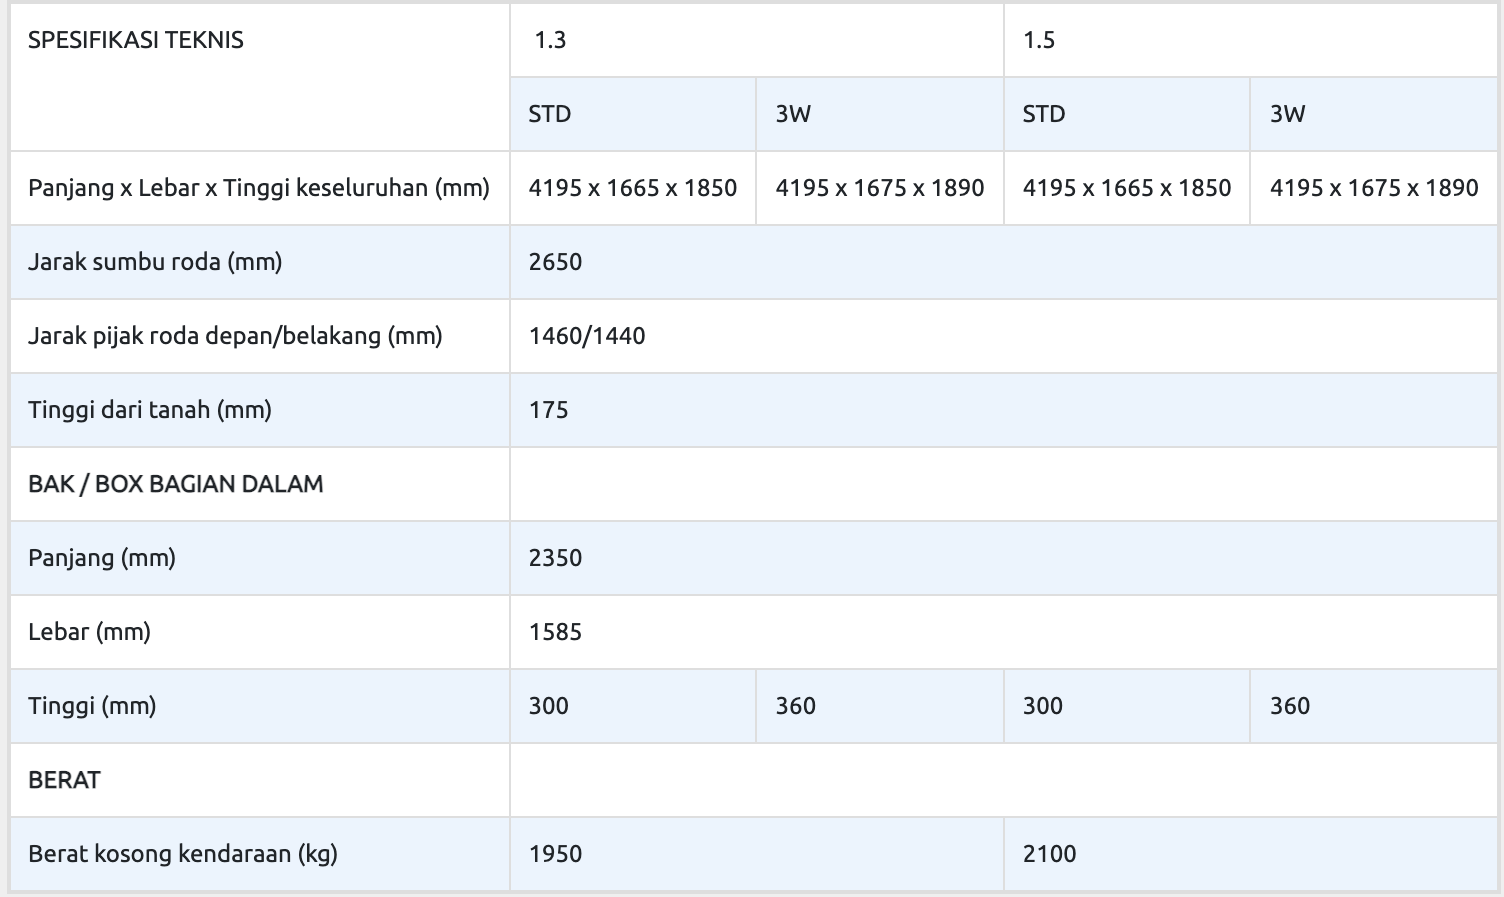 SPESIFIKASI TEKNIS 1.3 1.5
STD 3W STD 3W
Panjang x Lebar x Tinggi keseluruhan (mm) 4195 x 1665 x 1850 4195 x 1675 x 1890 4195 x 1665 x 1850 4195 x 1675 x 1890
Jarak sumbu roda (mm) 2650
Jarak pijak roda depan/belakang (mm) 1460/1440
Tinggi dari tanah (mm) 175
BAK / BOX BAGIAN DALAM
Panjang (mm) 2350
Lebar (mm) 1585
Tinggi (mm) 300 360 300 360
BERAT
Berat kosong kendaraan (kg) 1950 2100